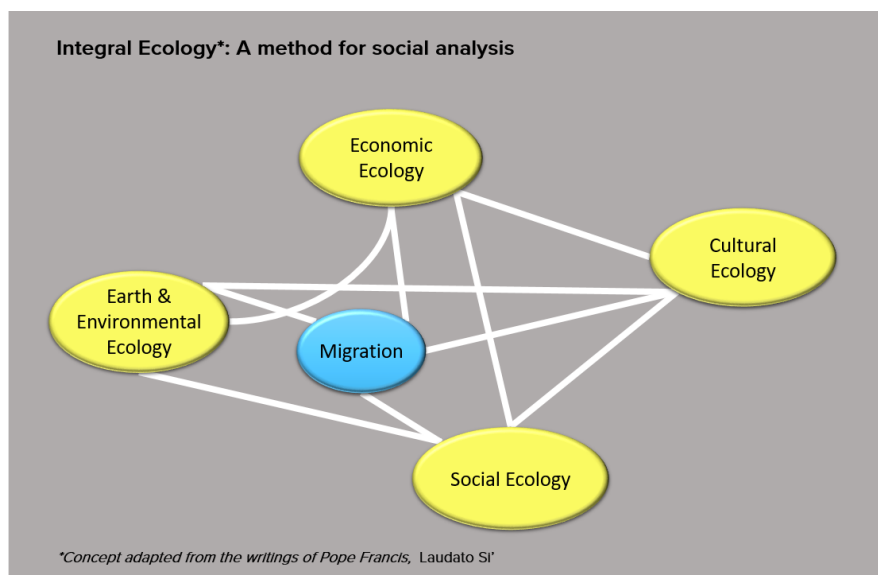 Integral Ecology*: A method for social analysis
Economic
Ecology
Cultural
Ecology
Earth &
Environmental
Ecology
Migration
Social Ecology
*Concept adapted from the writings of Pope Francis, Laudato Si'